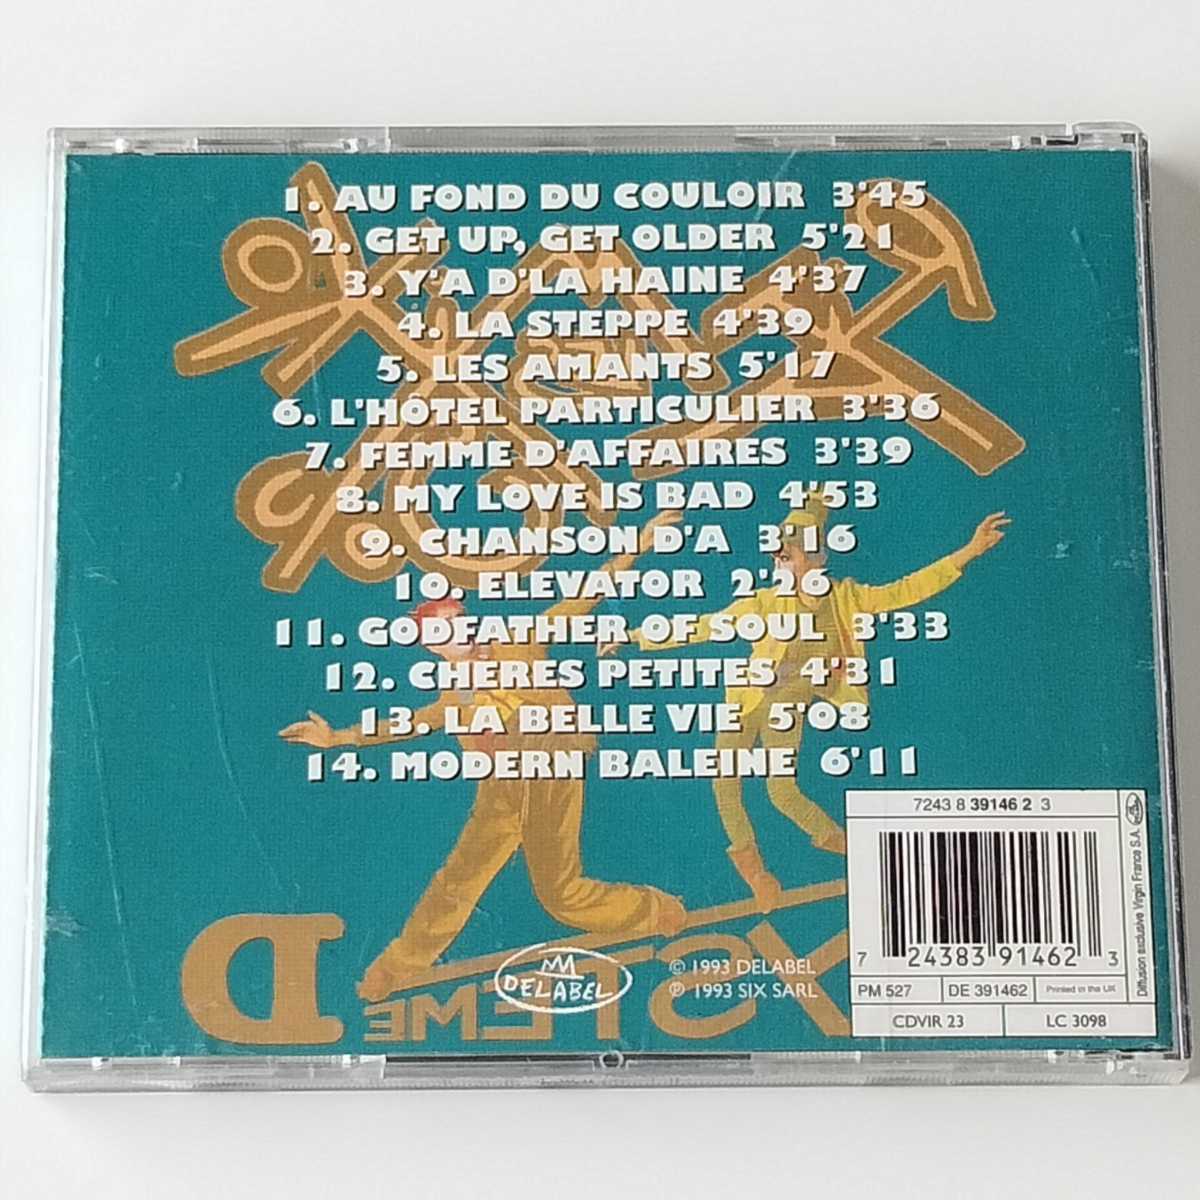 1. AU FOND DU COULOIR 3'45
2. GET UP, GET OLDER 5'21
3. Y'A D'LA HAINE 4'37
4. LA STEPPE 4'39
5. LES AMANTS 5'17
6. L'HÔTEL PARTICULIER 3'36
7. FEMME D'AFFAIRES 3'39
8. MY LOVE IS BAD 4'53
9. CHANSON D'A 3'16
10. ELEVATOR 2'26
11. GODFATHER OF SOUL 3'33
12. CHERES PETITES 4'31
13. LA BELLE VIE 5'08
14. MODERN BALEINE 6'11
D
DELABEL
© 1993 DELABEL
℗ 1993 SIX SARL
7243 8 39146 2 3
7 24383 91462 3
PM 527
DE 391462
Printed in the UK
CDVIR 23
LC 3098
Diffusion exclusive Virgin France S.A.